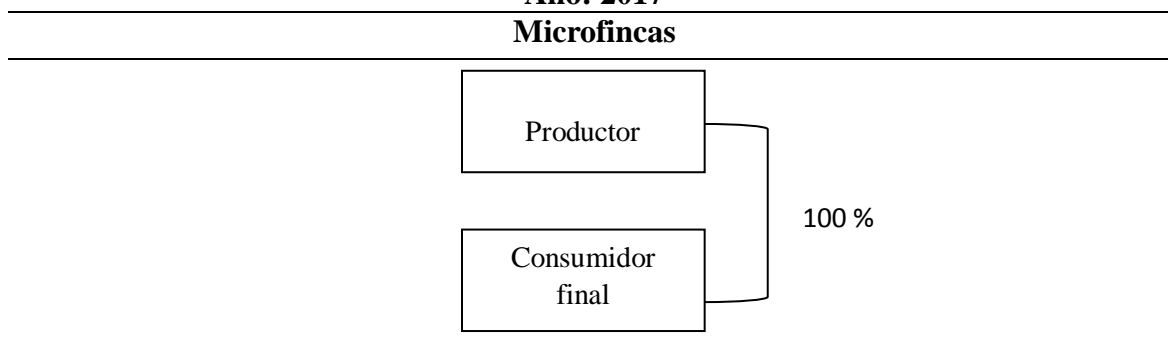 Año: 2017
Microfincas
Productor
100 %
Consumidor
final